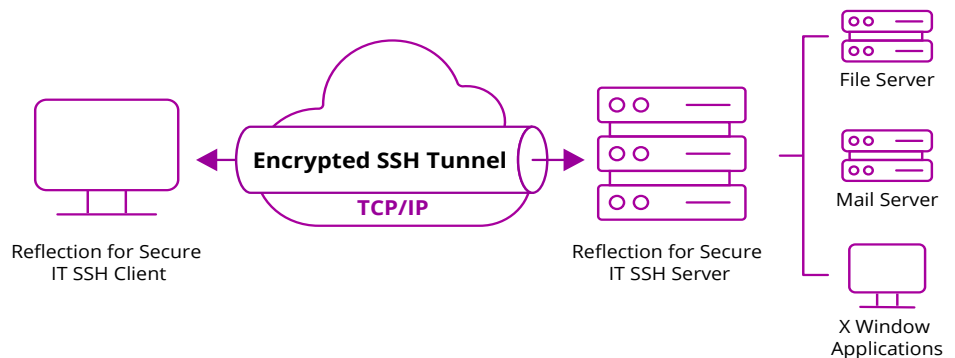 Encrypted SSH Tunnel
TCP/IP
Reflection for Secure
IT SSH Client
Reflection for Secure
IT SSH Server
File Server
Mail Server
X Window
Applications